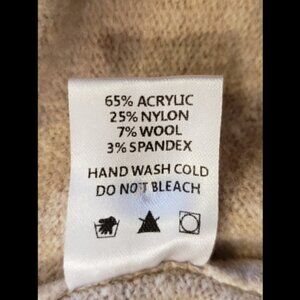 65% ACRYLIC
25% NYLON
7% WOOL
3% SPANDEX
HAND WASH COLD
DO NOT BLEACH